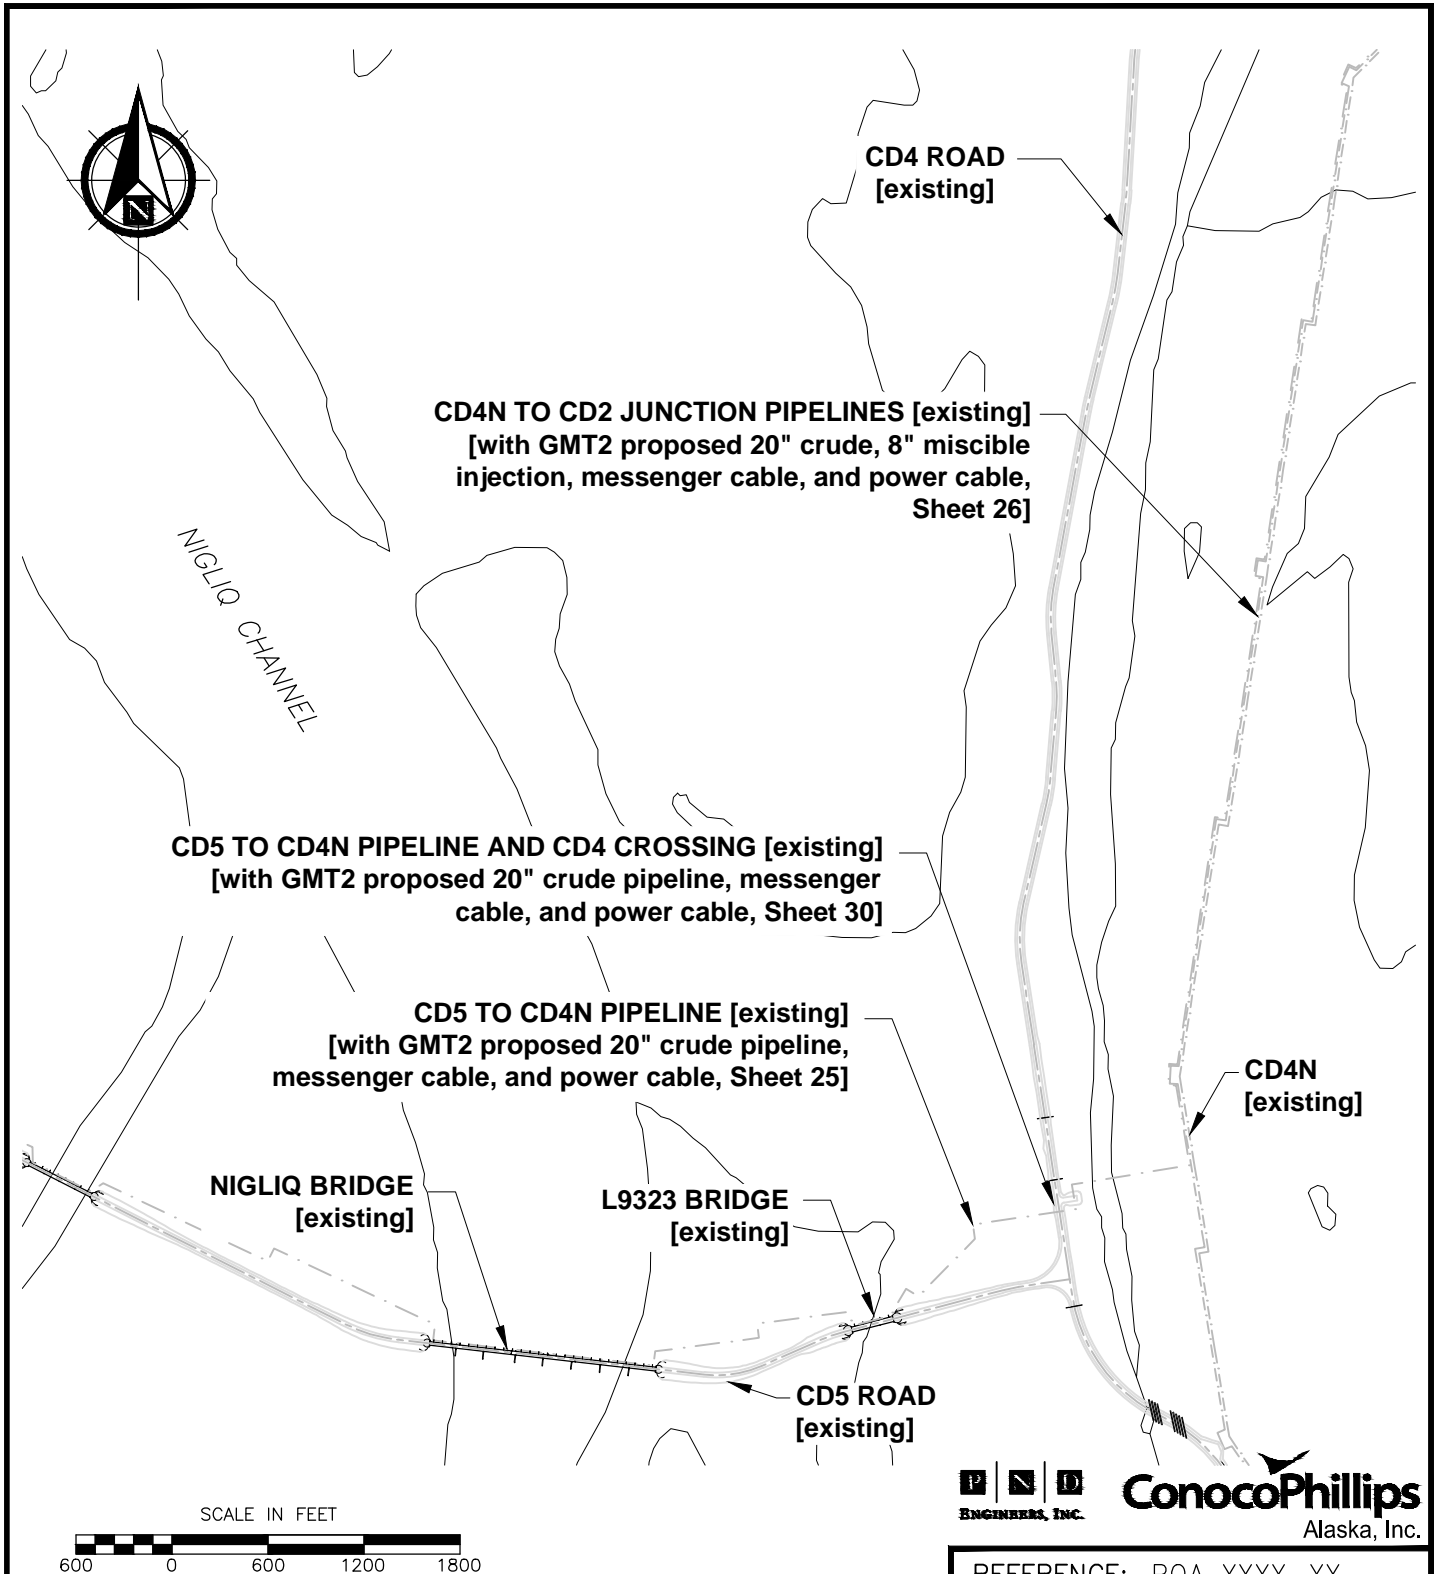 CD4 ROAD
[existing]
CD4N TO CD2 JUNCTION PIPELINES [existing]
[with GMT2 proposed 20" crude, 8" miscible
injection, messenger cable, and power cable,
Sheet 26]
NIGLIQ CHANNEL
CD5 TO CD4N PIPELINE AND CD4 CROSSING [existing]
[with GMT2 proposed 20" crude pipeline, messenger
cable, and power cable, Sheet 30]
CD5 TO CD4N PIPELINE [existing]
[with GMT2 proposed 20" crude pipeline,
messenger cable, and power cable, Sheet 25]
CD4N
[existing]
NIGLIQ BRIDGE
[existing]
L9323 BRIDGE
[existing]
CD5 ROAD
[existing]
N
P N D
ENGINEERS, INC.
ConocoPhillips
Alaska, Inc.
SCALE IN FEET
600 0 600 1200 1800
REFERENCE: POA-XXXX-XX